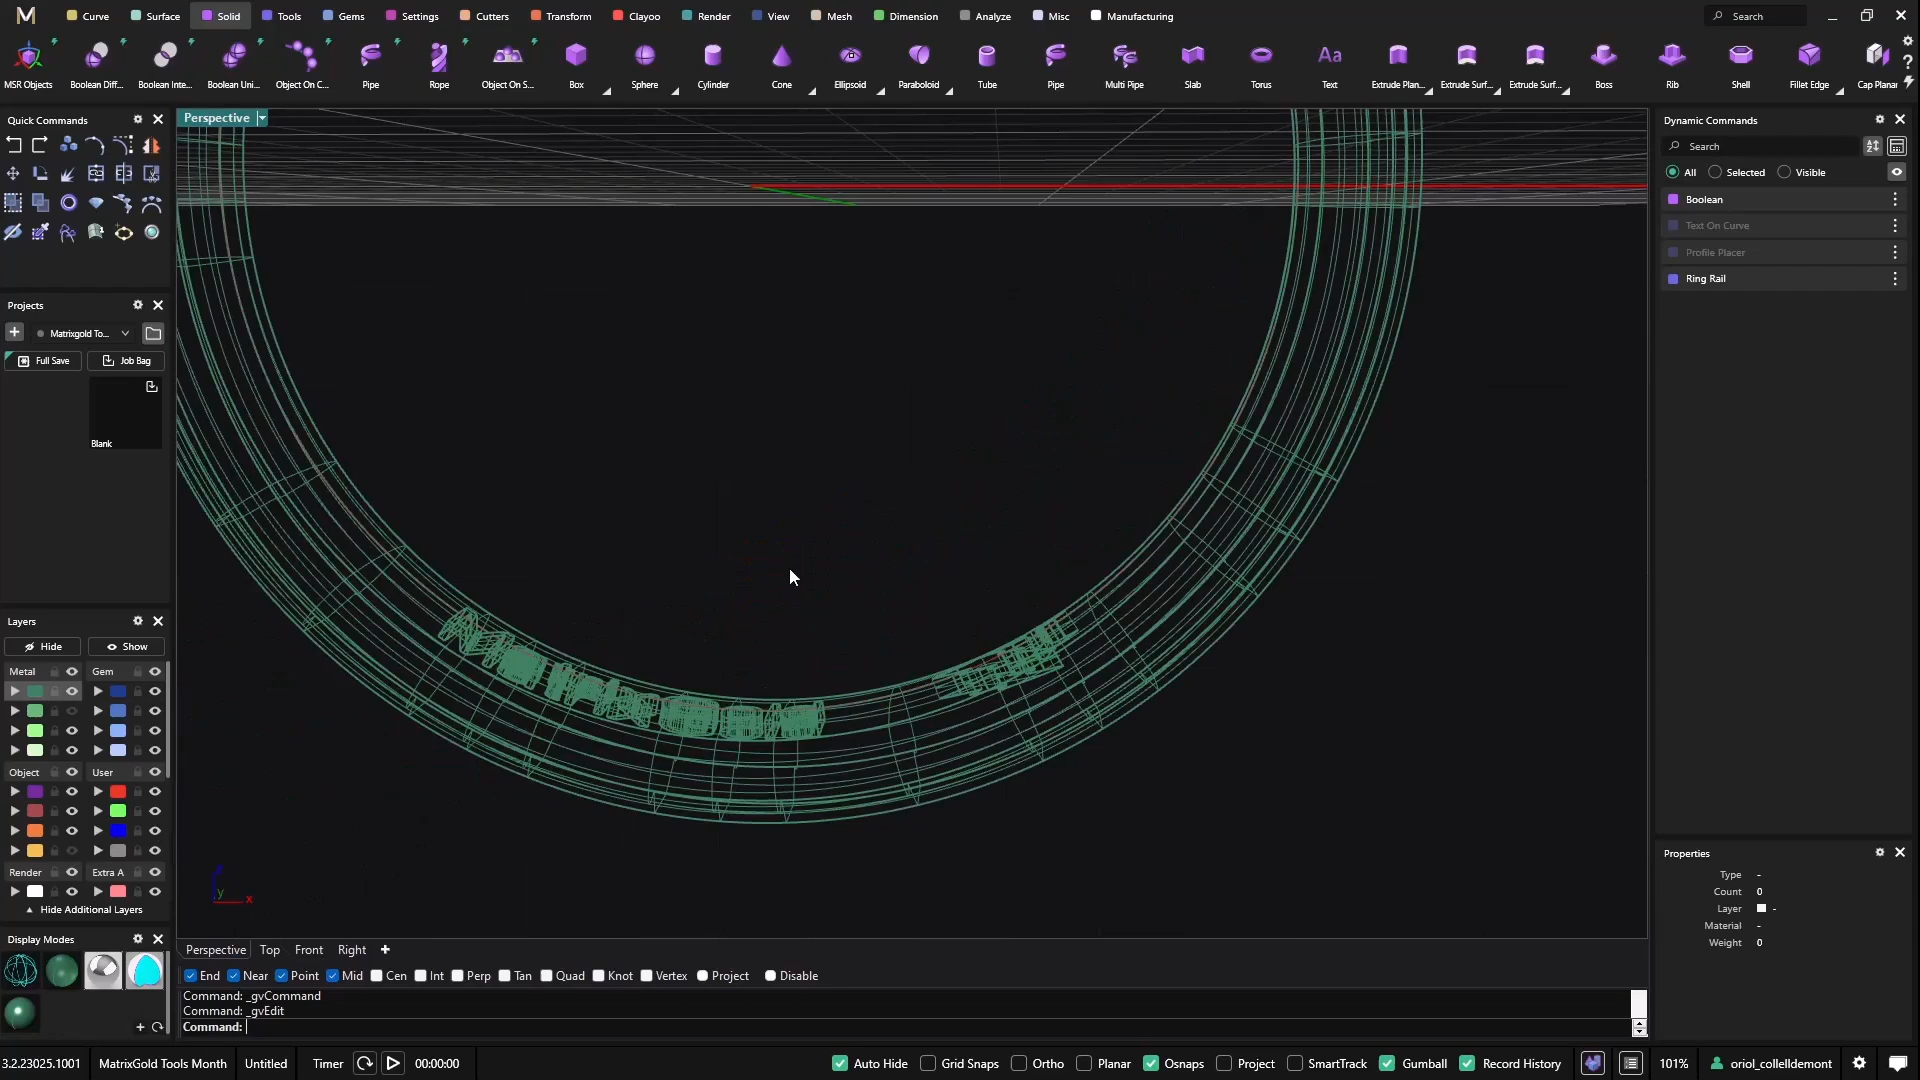 M Curve Surface Solid Tools Gems Settings Cutters Transform Clayoo Render View Mesh Dimension Analyze Misc Manufacturing Search
MSR Objects Boolean Diff... Boolean Inte... Boolean Uni... Object On C... Pipe Rope Object On S... Box Sphere Cylinder Cone Ellipsoid Paraboloid Tube Pipe Multi Pipe Slab Torus Text Extrude Plan... Extrude Surf... Extrude Surf... Boss Rib Shell Fillet Edge Cap Planar
Quick Commands
Projects
Matrixgold To...
Full Save Job Bag
Blank
Layers
Hide Show
Metal Gem
Object User
Render Extra A
Hide Additional Layers
Display Modes
Perspective
y x
Perspective Top Front Right
End Near Point Mid Cen Int Perp Tan Quad Knot Vertex Project Disable
Command: _gvCommand
Command: _gvEdit
Command:
Dynamic Commands
Search
All Selected Visible
Boolean
Text On Curve
Profile Placer
Ring Rail
Properties
Type -
Count 0
Layer -
Material -
Weight 0
3.2.23025.1001 MatrixGold Tools Month Untitled Timer 00:00:00 Auto Hide Grid Snaps Ortho Planar Osnaps Project SmartTrack Gumball Record History 101% oriol_collelldemont